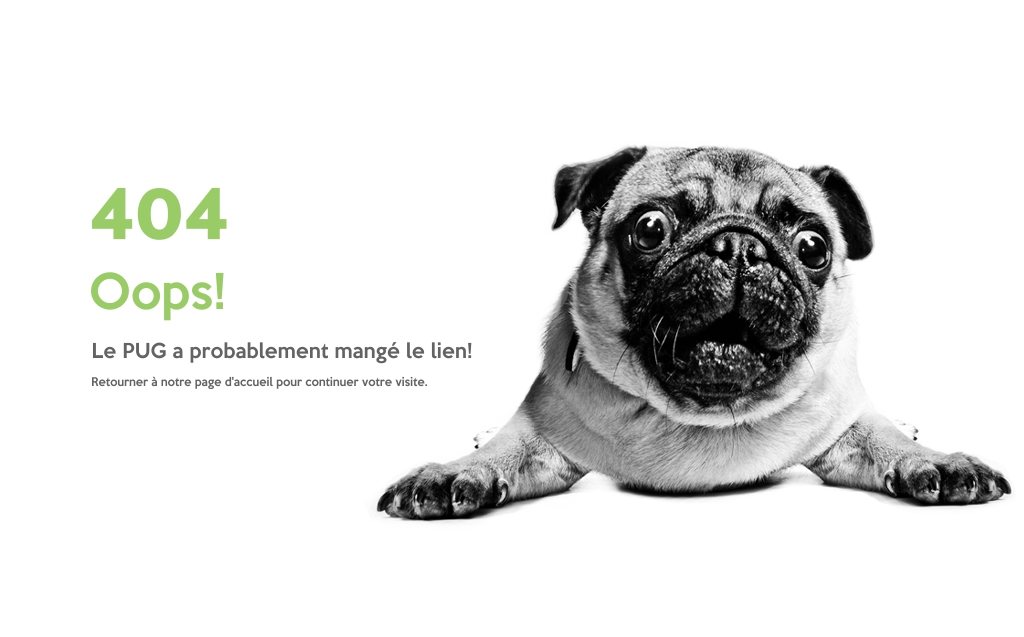 404
Oops!
Le PUG a probablement mangé le lien!
Retourner à notre page d'accueil pour continuer votre visite.